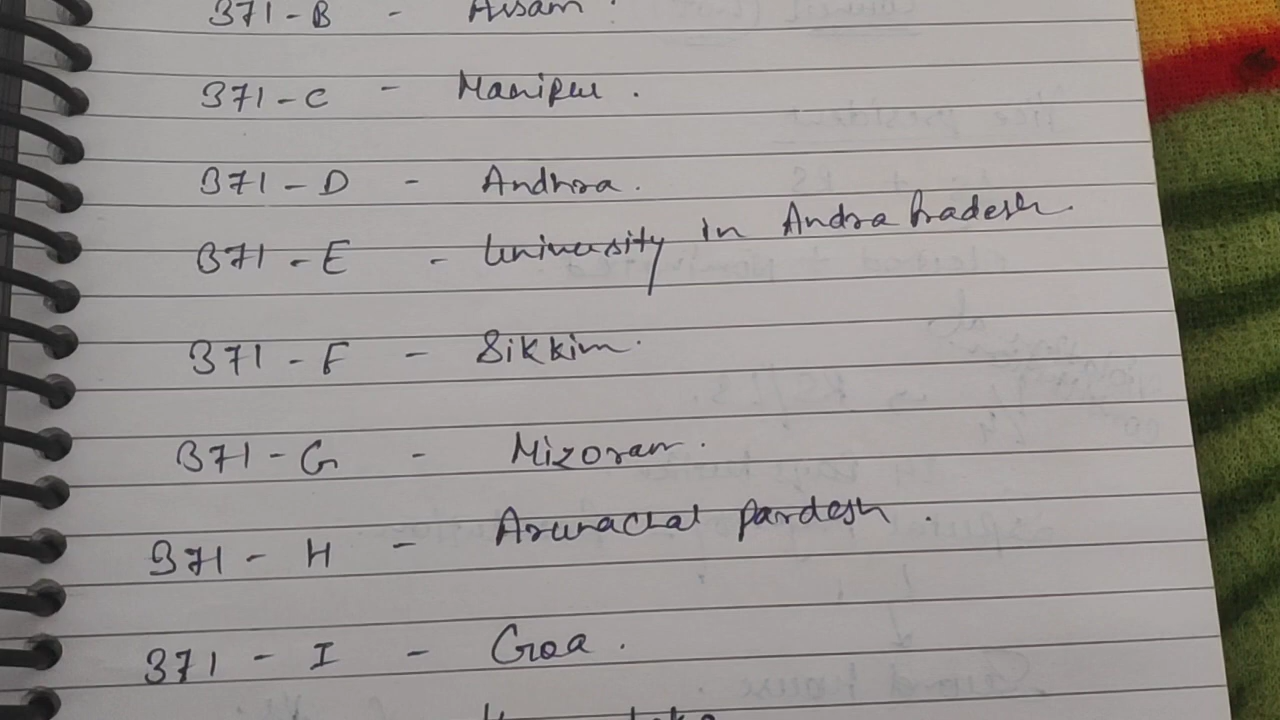 371-B - Assam.
371-C - Manipur.
371-D - Andhra.
371-E - University in Andra Pradesh.
371-F - Sikkim.
371-G - Mizoram.
371-H - Arunachal Pardesh.
371-I - Goa.